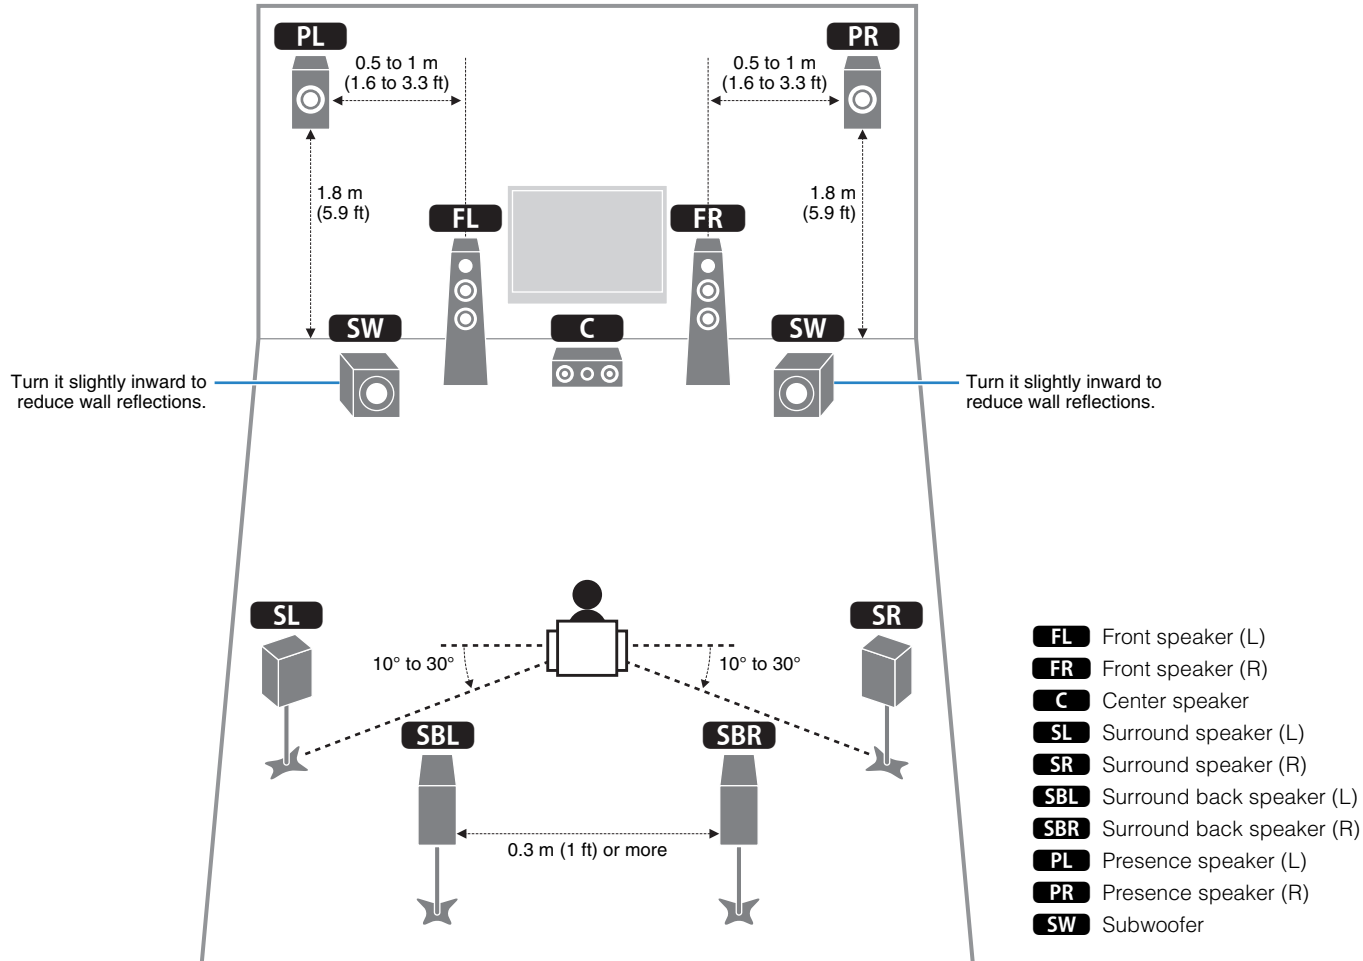 PL
PR
0.5 to 1 m
(1.6 to 3.3 ft)
0.5 to 1 m
(1.6 to 3.3 ft)
1.8 m
(5.9 ft)
1.8 m
(5.9 ft)
FL
FR
SW
C
SW
Turn it slightly inward to
reduce wall reflections.
Turn it slightly inward to
reduce wall reflections.
SL
SR
10° to 30°
10° to 30°
SBL
SBR
0.3 m (1 ft) or more
FL Front speaker (L)
FR Front speaker (R)
C Center speaker
SL Surround speaker (L)
SR Surround speaker (R)
SBL Surround back speaker (L)
SBR Surround back speaker (R)
PL Presence speaker (L)
PR Presence speaker (R)
SW Subwoofer